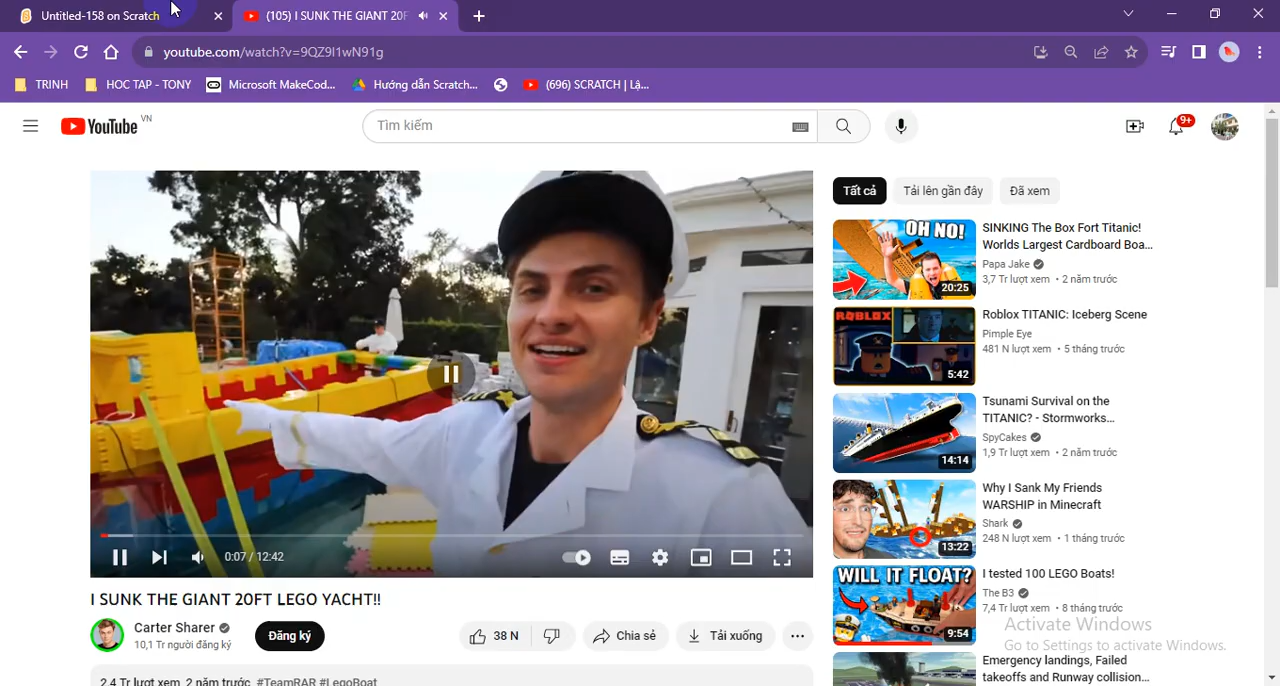 Untitled-158 on Scratch
(105) I SUNK THE GIANT 20F
youtube.com/watch?v=9QZ9l1wN91g
TRINH
HOC TAP - TONY
Microsoft MakeCod...
Hướng dẫn Scratch...
(696) SCRATCH | Lậ...
YouTube VN
Tìm kiếm
9+
Tất cả
Tải lên gần đây
Đã xem
OH NO!
20:25
SINKING The Box Fort Titanic!
Worlds Largest Cardboard Boa...
Papa Jake
3,7 Tr lượt xem • 2 năm trước
ROBLOX
5:42
Roblox TITANIC: Iceberg Scene
Pimple Eye
481 N lượt xem • 5 tháng trước
14:14
Tsunami Survival on the
TITANIC? - Stormworks...
SpyCakes
1,9 Tr lượt xem • 2 năm trước
13:22
Why I Sank My Friends
WARSHIP in Minecraft
Shark
248 N lượt xem • 1 tháng trước
WILL IT FLOAT?
9:54
I tested 100 LEGO Boats!
The B3
7,4 Tr lượt xem • 8 tháng trước
Emergency landings, Failed
takeoffs and Runway collision...
0:07 / 12:42
I SUNK THE GIANT 20FT LEGO YACHT!!
Carter Sharer
10,1 Tr người đăng ký
Đăng ký
38 N
Chia sẻ
Tải xuống
2,4 Tr lượt xem 2 năm trước #TeamRAR #LegoBoat
Activate Windows
Go to Settings to activate Windows.